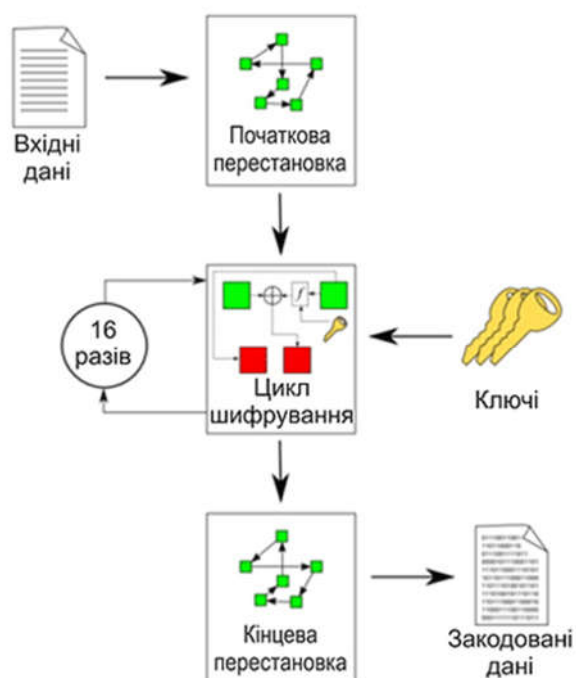 Вхідні
дані
Початкова
перестановка
16
разів
f
Цикл
шифрування
Ключі
Кінцева
перестановка
Закодовані
дані